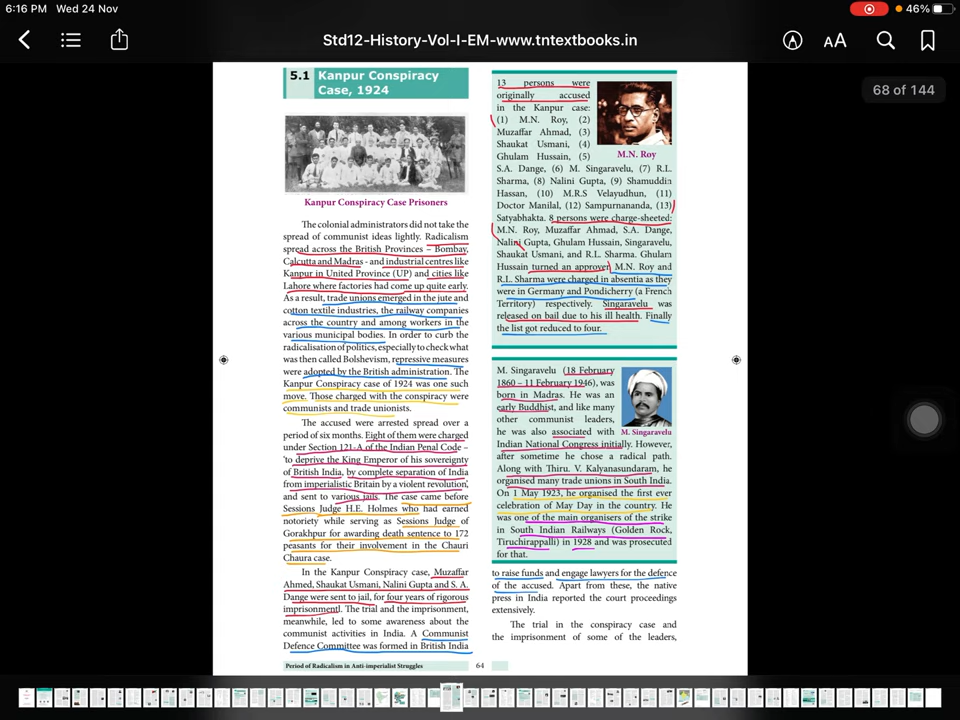 6:16 PM Wed 24 Nov
46%
Std12-History-Vol-I-EM-www.tntextbooks.in
AA
68 of 144
5.1 Kanpur Conspiracy
Case, 1924
Kanpur Conspiracy Case Prisoners
The colonial administrators did not take the
spread of communist ideas lightly. Radicalism
spread across the British Provinces – Bombay,
Calcutta and Madras - and industrial centres like
Kanpur in United Province (UP) and cities like
Lahore where factories had come up quite early.
As a result, trade unions emerged in the jute and
cotton textile industries, the railway companies
across the country and among workers in the
various municipal bodies. In order to curb the
radicalisation of politics, especially to check what
was then called Bolshevism, repressive measures
were adopted by the British administration. The
Kanpur Conspiracy case of 1924 was one such
move. Those charged with the conspiracy were
communists and trade unionists.
The accused were arrested spread over a
period of six months. Eight of them were charged
under Section 121-A of the Indian Penal Code –
'to deprive the King Emperor of his sovereignty
of British India, by complete separation of India
from imperialistic Britain by a violent revolution',
and sent to various jails. The case came before
Sessions Judge H.E. Holmes who had earned
notoriety while serving as Sessions Judge of
Gorakhpur for awarding death sentence to 172
peasants for their involvement in the Chauri
Chaura case.
In the Kanpur Conspiracy case, Muzaffar
Ahmed, Shaukat Usmani, Nalini Gupta and S. A.
Dange were sent to jail, for four years of rigorous
imprisonment. The trial and the imprisonment,
meanwhile, led to some awareness about the
communist activities in India. A Communist
Defence Committee was formed in British India
13 persons were
originally accused
in the Kanpur case:
(1) M.N. Roy, (2)
Muzaffar Ahmad, (3)
Shaukat Usmani, (4)
Ghulam Hussain, (5)
M.N. Roy
S.A. Dange, (6) M. Singaravelu, (7) R.L.
Sharma, (8) Nalini Gupta, (9) Shamuddin
Hassan, (10) M.R.S Velayudhun, (11)
Doctor Manilal, (12) Sampurnananda, (13)
Satyabhakta. 8 persons were charge-sheeted:
M.N. Roy, Muzaffar Ahmad, S.A. Dange,
Nalini Gupta, Ghulam Hussain, Singaravelu,
Shaukat Usmani, and R.L. Sharma. Ghulam
Hussain turned an approver. M.N. Roy and
R.L. Sharma were charged in absentia as they
were in Germany and Pondicherry (a French
Territory) respectively. Singaravelu was
released on bail due to his ill health. Finally
the list got reduced to four.
M. Singaravelu (18 February
1860 – 11 February 1946), was
born in Madras. He was an
early Buddhist, and like many
other communist leaders,
he was also associated with
M. Singaravelu
Indian National Congress initially. However,
after sometime he chose a radical path.
Along with Thiru. V. Kalyanasundaram, he
organised many trade unions in South India.
On 1 May 1923, he organised the first ever
celebration of May Day in the country. He
was one of the main organisers of the strike
in South Indian Railways (Golden Rock,
Tiruchirappalli) in 1928 and was prosecuted
for that.
to raise funds and engage lawyers for the defence
of the accused. Apart from these, the native
press in India reported the court proceedings
extensively.
The trial in the conspiracy case and
the imprisonment of some of the leaders,
Period of Radicalism in Anti-imperialist Struggles
64